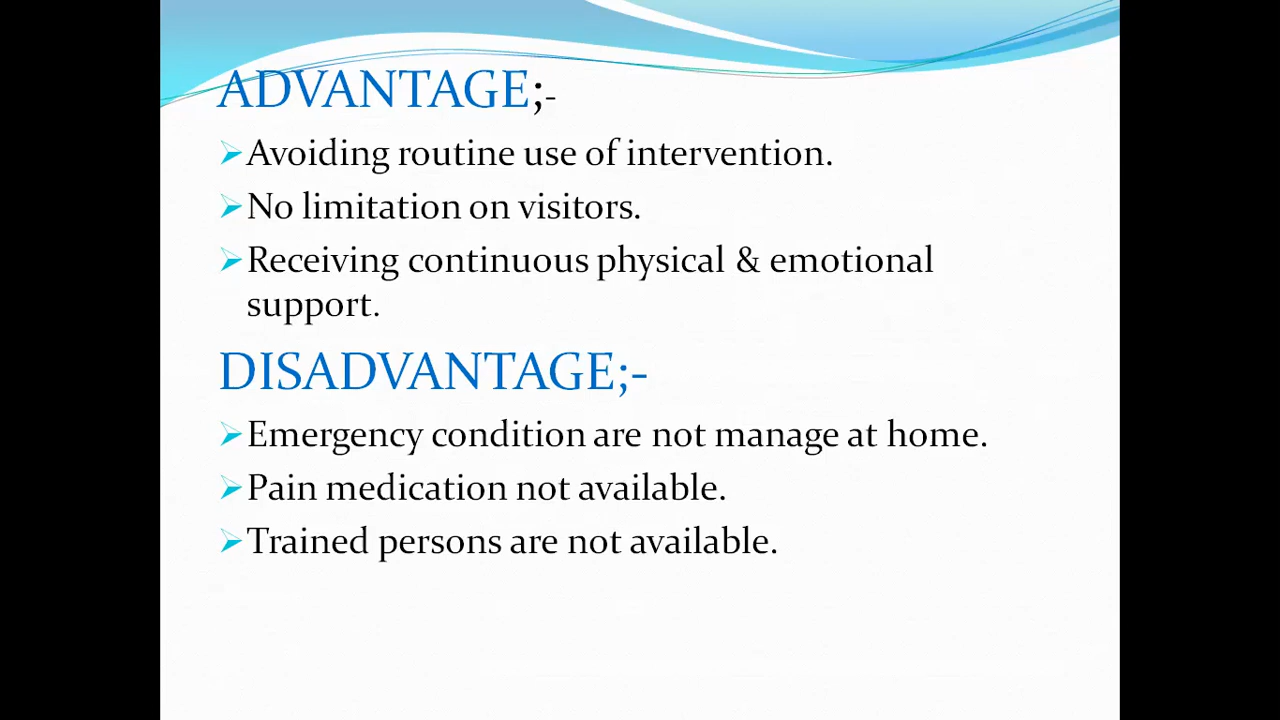 ADVANTAGE;-
Avoiding routine use of intervention.
No limitation on visitors.
Receiving continuous physical & emotional
support.
DISADVANTAGE;-
Emergency condition are not manage at home.
Pain medication not available.
Trained persons are not available.